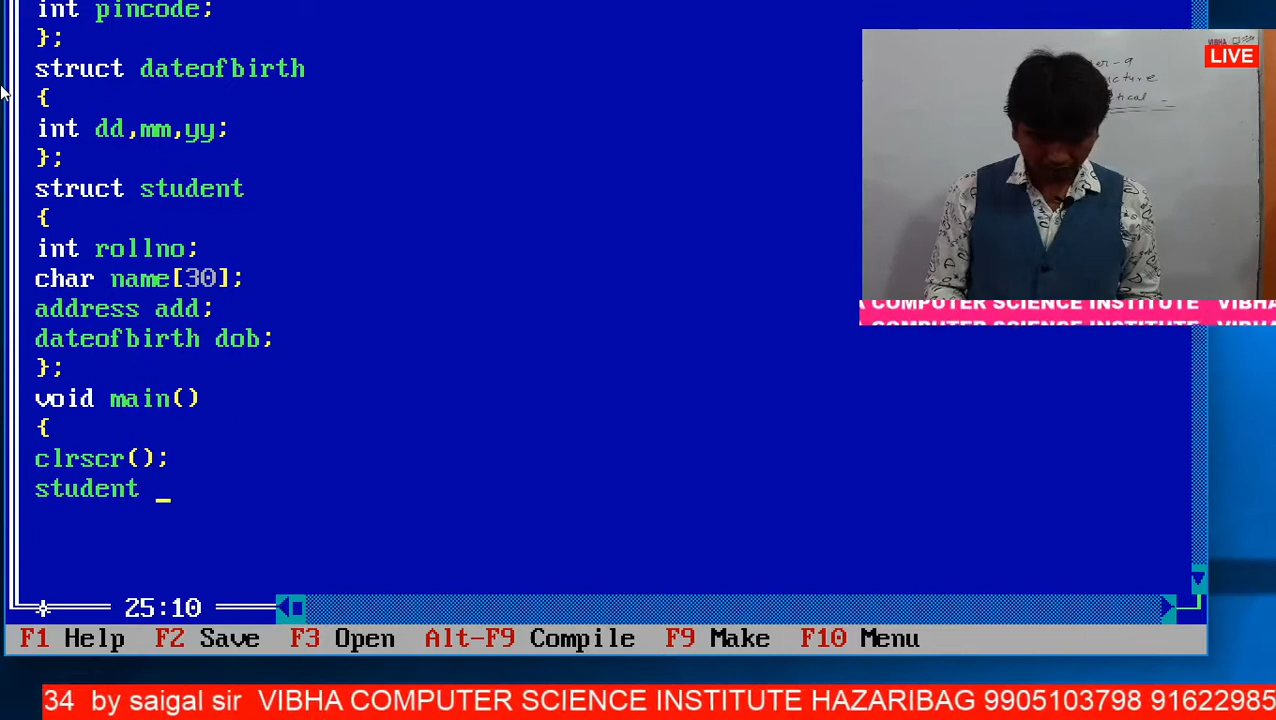 int pincode;
};
struct dateofbirth
{
int dd,mm,yy;
};
struct student
{
int rollno;
char name[30];
address add;
dateofbirth dob;
};
void main()
{
clrscr();
student _
25:10
F1 Help F2 Save F3 Open Alt-F9 Compile F9 Make F10 Menu
VIBHA
LIVE
A COMPUTER SCIENCE INSTITUTE VIBHA
34 by saigal sir VIBHA COMPUTER SCIENCE INSTITUTE HAZARIBAG 9905103798 91622985